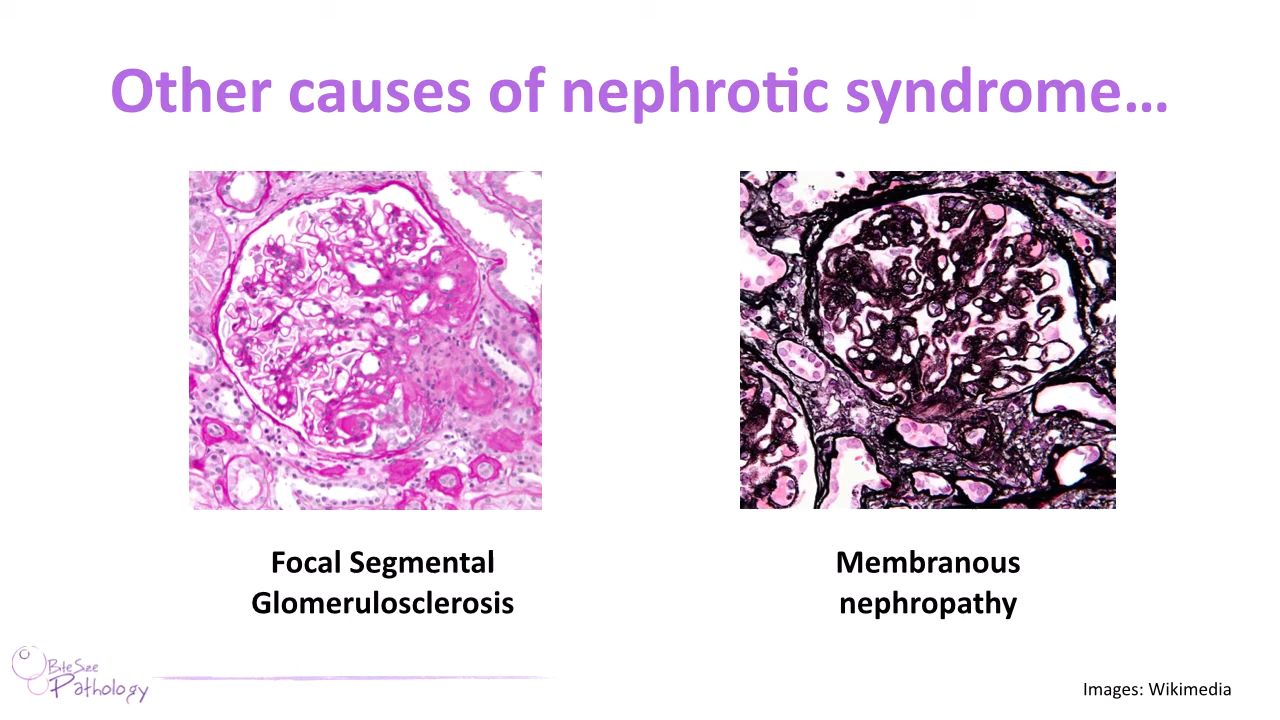 Other causes of nephrotic syndrome…
Focal Segmental
Glomerulosclerosis
Membranous
nephropathy
Bite Size
Pathology
Images: Wikimedia